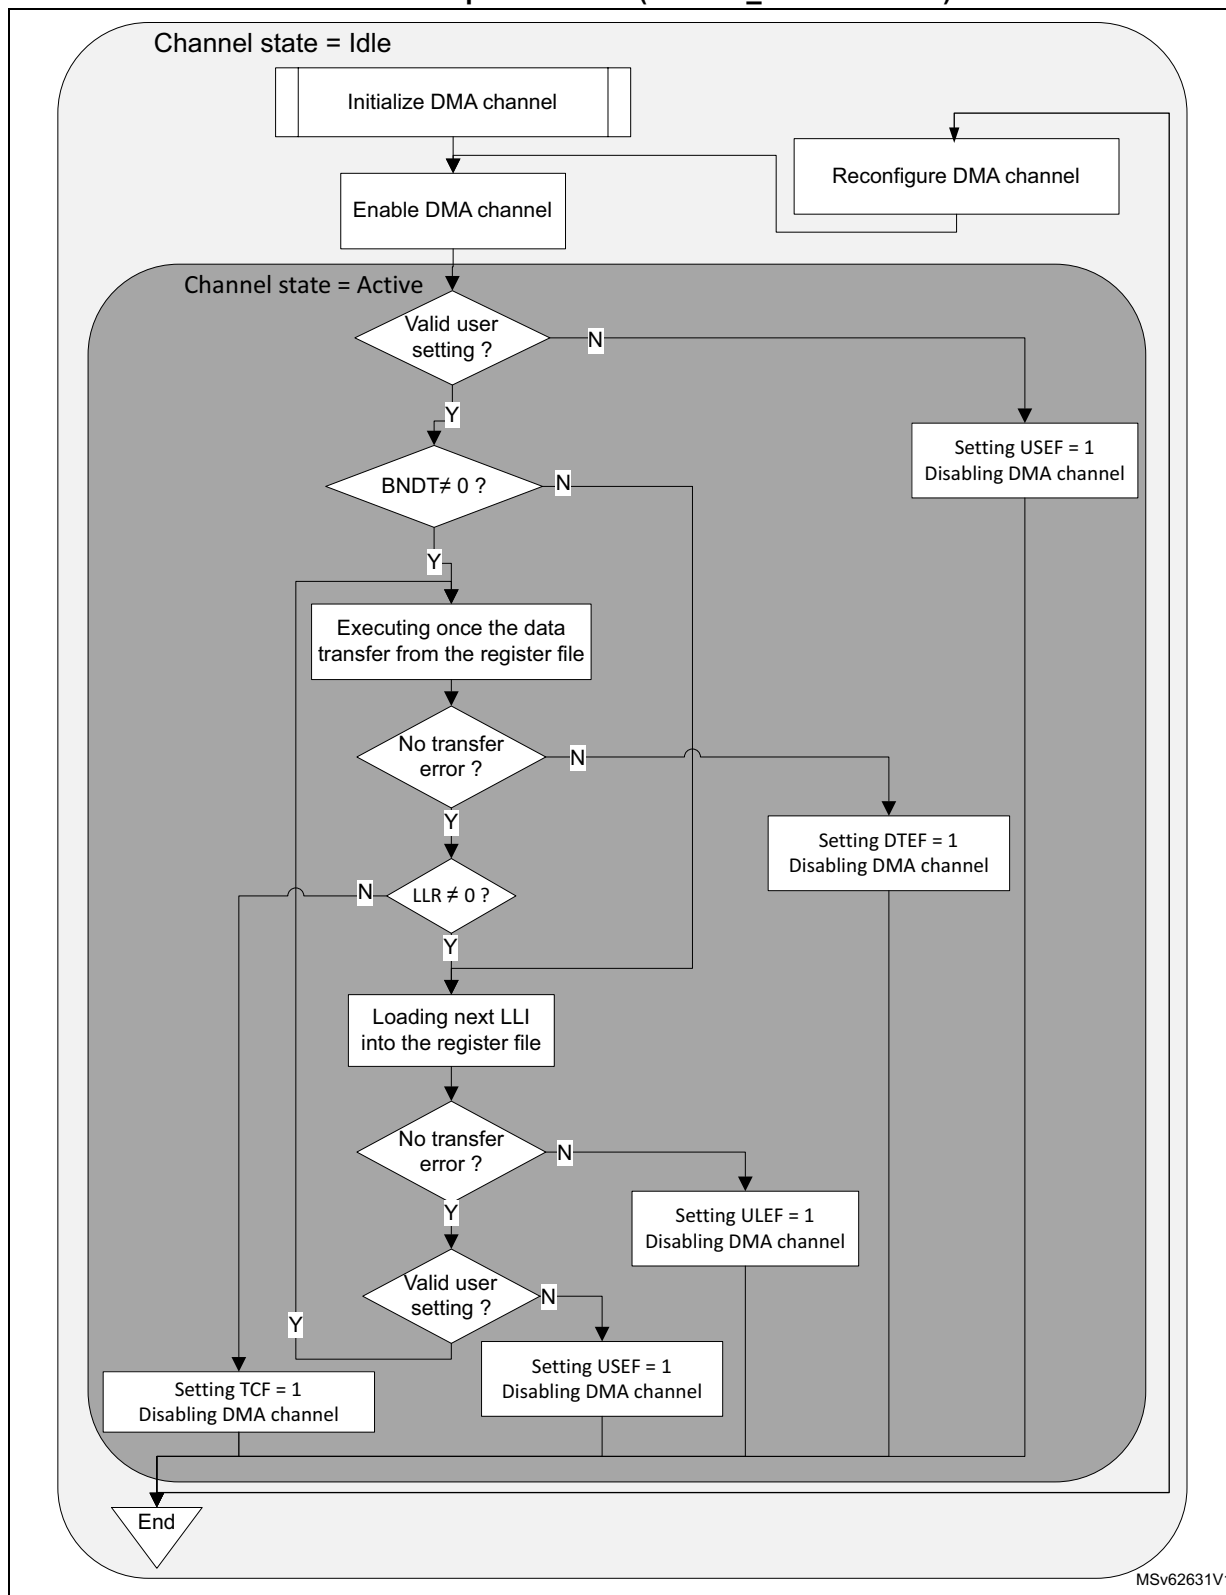 Channel state = Idle
Initialize DMA channel
Reconfigure DMA channel
Enable DMA channel
Channel state = Active
Valid user
setting ?
N
Y
Setting USEF = 1
Disabling DMA channel
BNDT≠ 0 ?
N
Y
Executing once the data
transfer from the register file
No transfer
error ?
N
Y
Setting DTEF = 1
Disabling DMA channel
LLR ≠ 0 ?
N
Y
Loading next LLI
into the register file
No transfer
error ?
N
Y
Setting ULEF = 1
Disabling DMA channel
Valid user
setting ?
N
Y
Setting USEF = 1
Disabling DMA channel
Setting TCF = 1
Disabling DMA channel
End